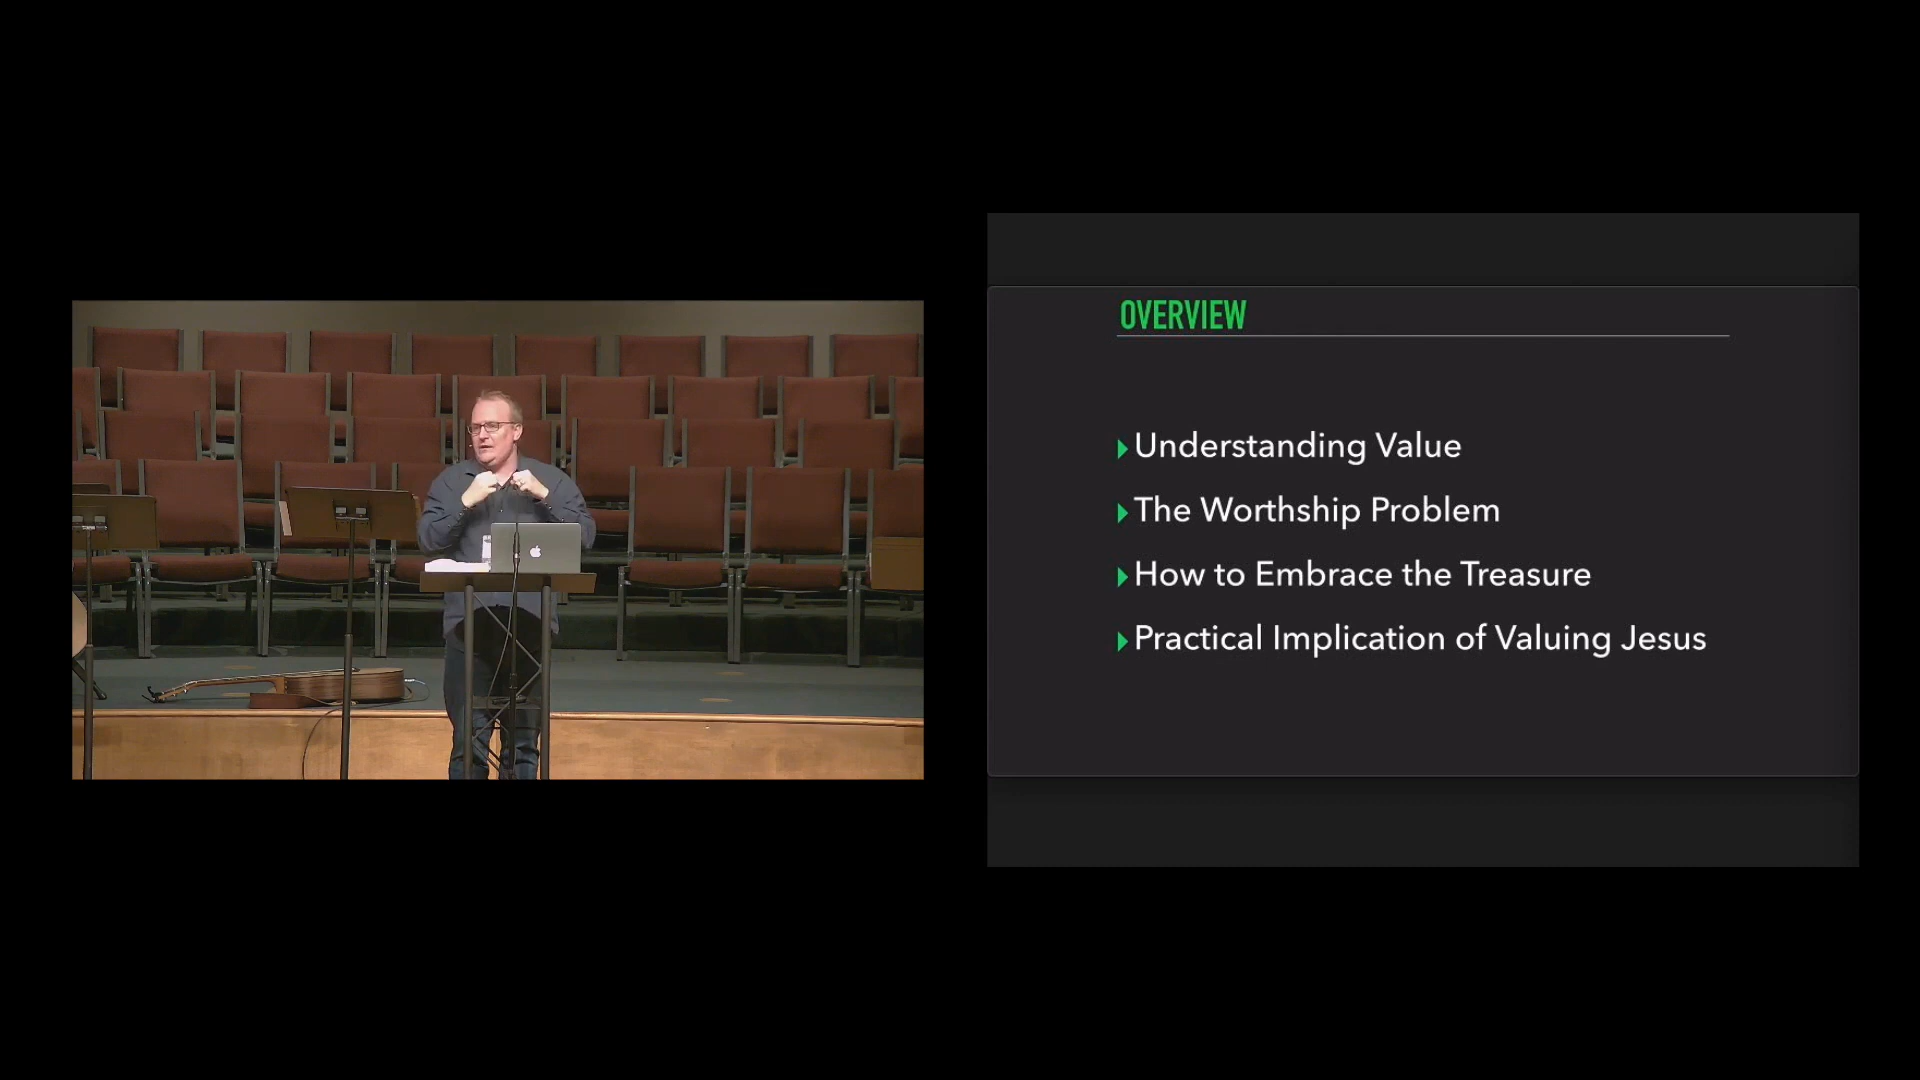 OVERVIEW
Understanding Value
The Worthship Problem
How to Embrace the Treasure
Practical Implication of Valuing Jesus